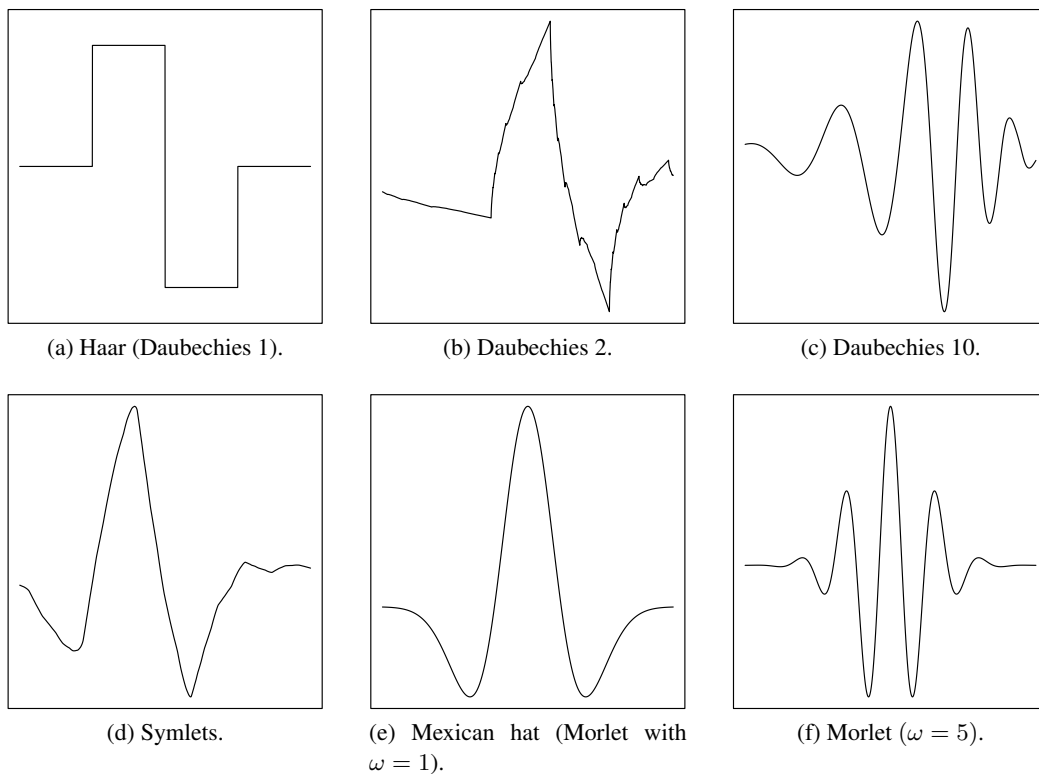 (a) Haar (Daubechies 1).
(b) Daubechies 2.
(c) Daubechies 10.
(d) Symlets.
(e) Mexican hat (Morlet with
ω = 1).
(f) Morlet (ω = 5).